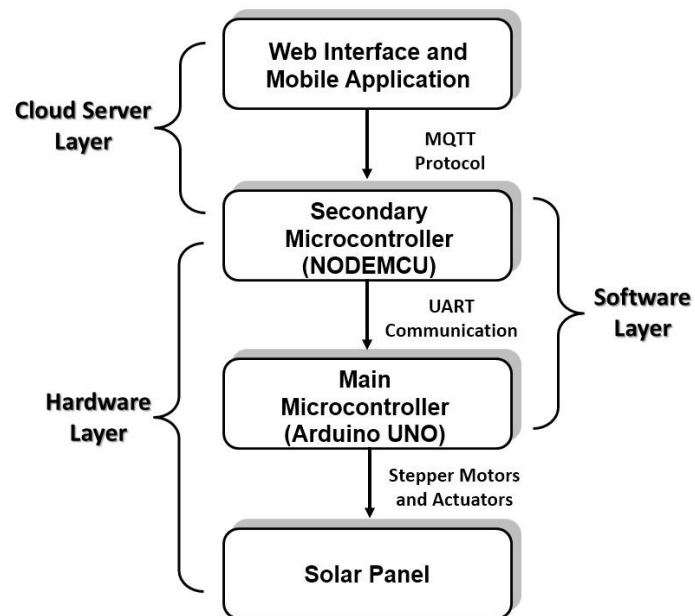 Web Interface and
Mobile Application
Cloud Server
Layer
MQTT
Protocol
Secondary
Microcontroller
(NODEMCU)
Software
Layer
UART
Communication
Main
Microcontroller
(Arduino UNO)
Hardware
Layer
Stepper Motors
and Actuators
Solar Panel